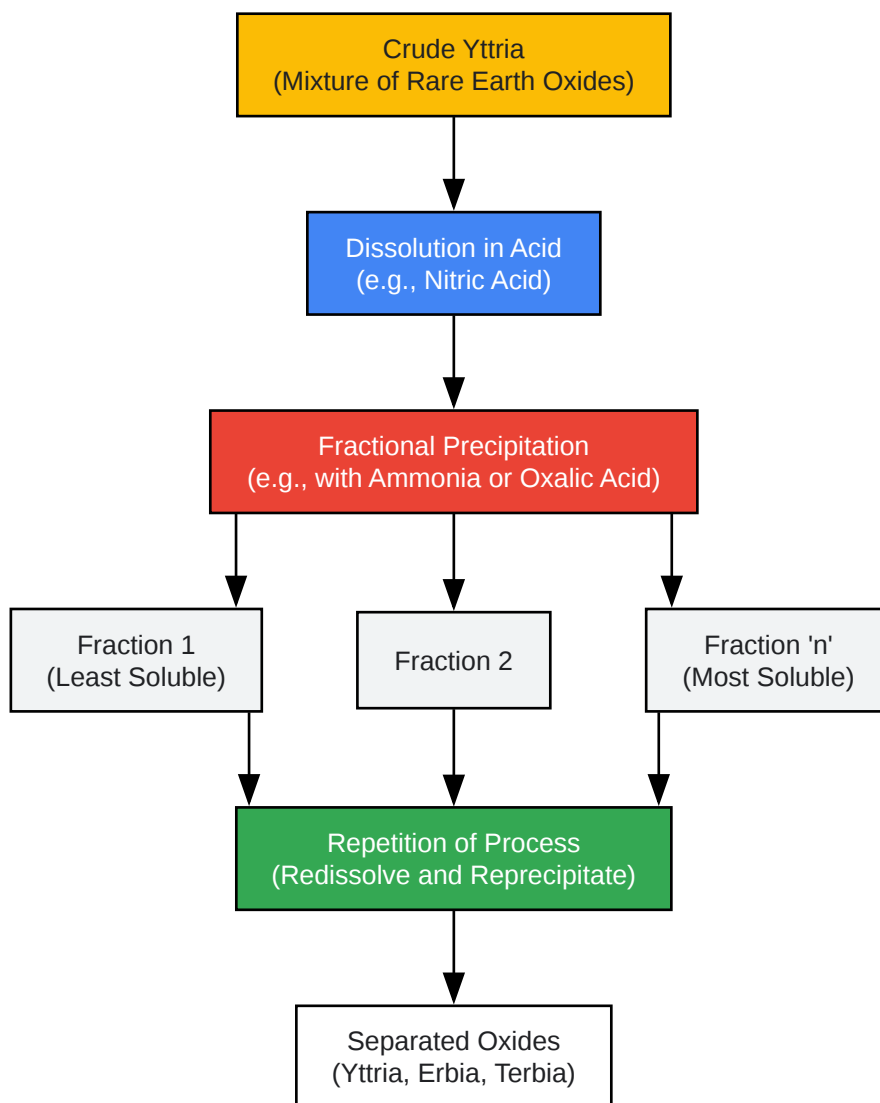 Crude Yttria
(Mixture of Rare Earth Oxides)
Dissolution in Acid
(e.g., Nitric Acid)
Fractional Precipitation
(e.g., with Ammonia or Oxalic Acid)
Fraction 1
(Least Soluble)
Fraction 2
Fraction 'n'
(Most Soluble)
Repetition of Process
(Redissolve and Reprecipitate)
Separated Oxides
(Yttria, Erbia, Terbia)